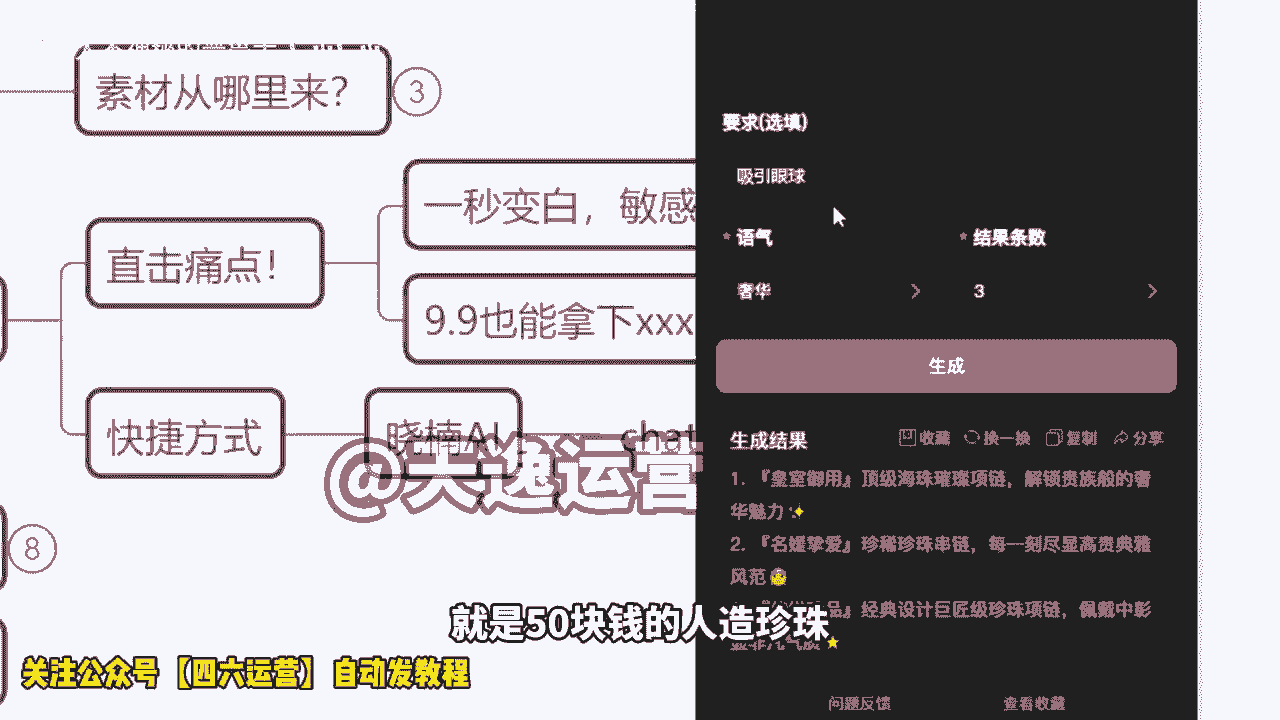 素材从哪里来?
3
一秒变白，敏感
直击痛点!
9.9也能拿下xxx
快捷方式
晓楠AI
chat
8
@天逸运营
要求(选填)
吸引眼球
* 语气
* 结果条数
奢华
3
生成
生成结果
收藏 换一换 复制 分享
1. 『皇室御用』顶级海珠璀璨项链，解锁贵族般的奢
华魅力✨
2. 『名媛挚爱』珍稀珍珠串链，每一刻尽显高贵典雅
风范👸
品』经典设计巨匠级珍珠项链，佩戴中彰
就是50块钱的人造珍珠
问题反馈
查看收藏
关注公众号【四六运营】自动发教程